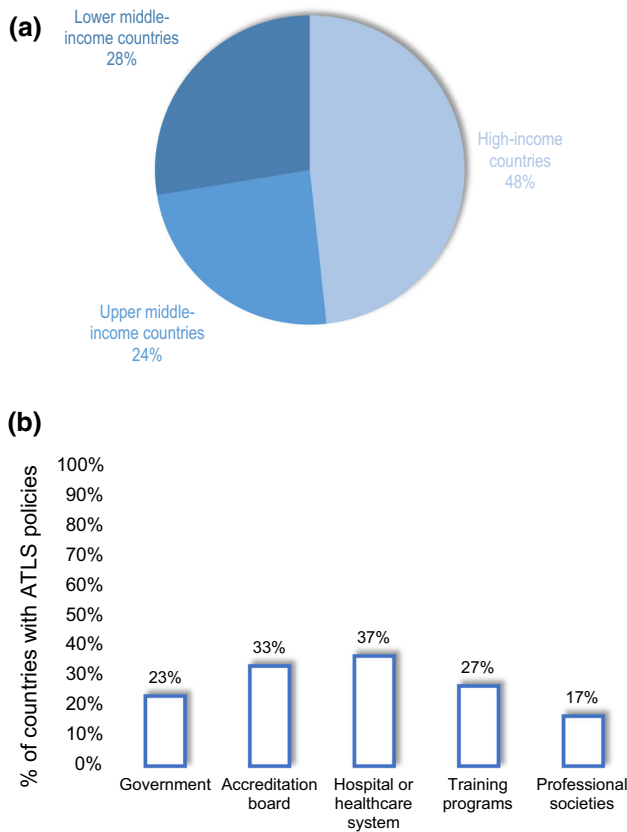 (a)
Lower middle-
income countries
28%
High-income
countries
48%
Upper middle-
income countries
24%
(b)
% of countries with ATLS policies
100%
90%
80%
70%
60%
50%
40%
30%
20%
10%
0%
23%
33%
37%
27%
17%
Government
Accreditation
board
Hospital or
healthcare
system
Training
programs
Professional
societies